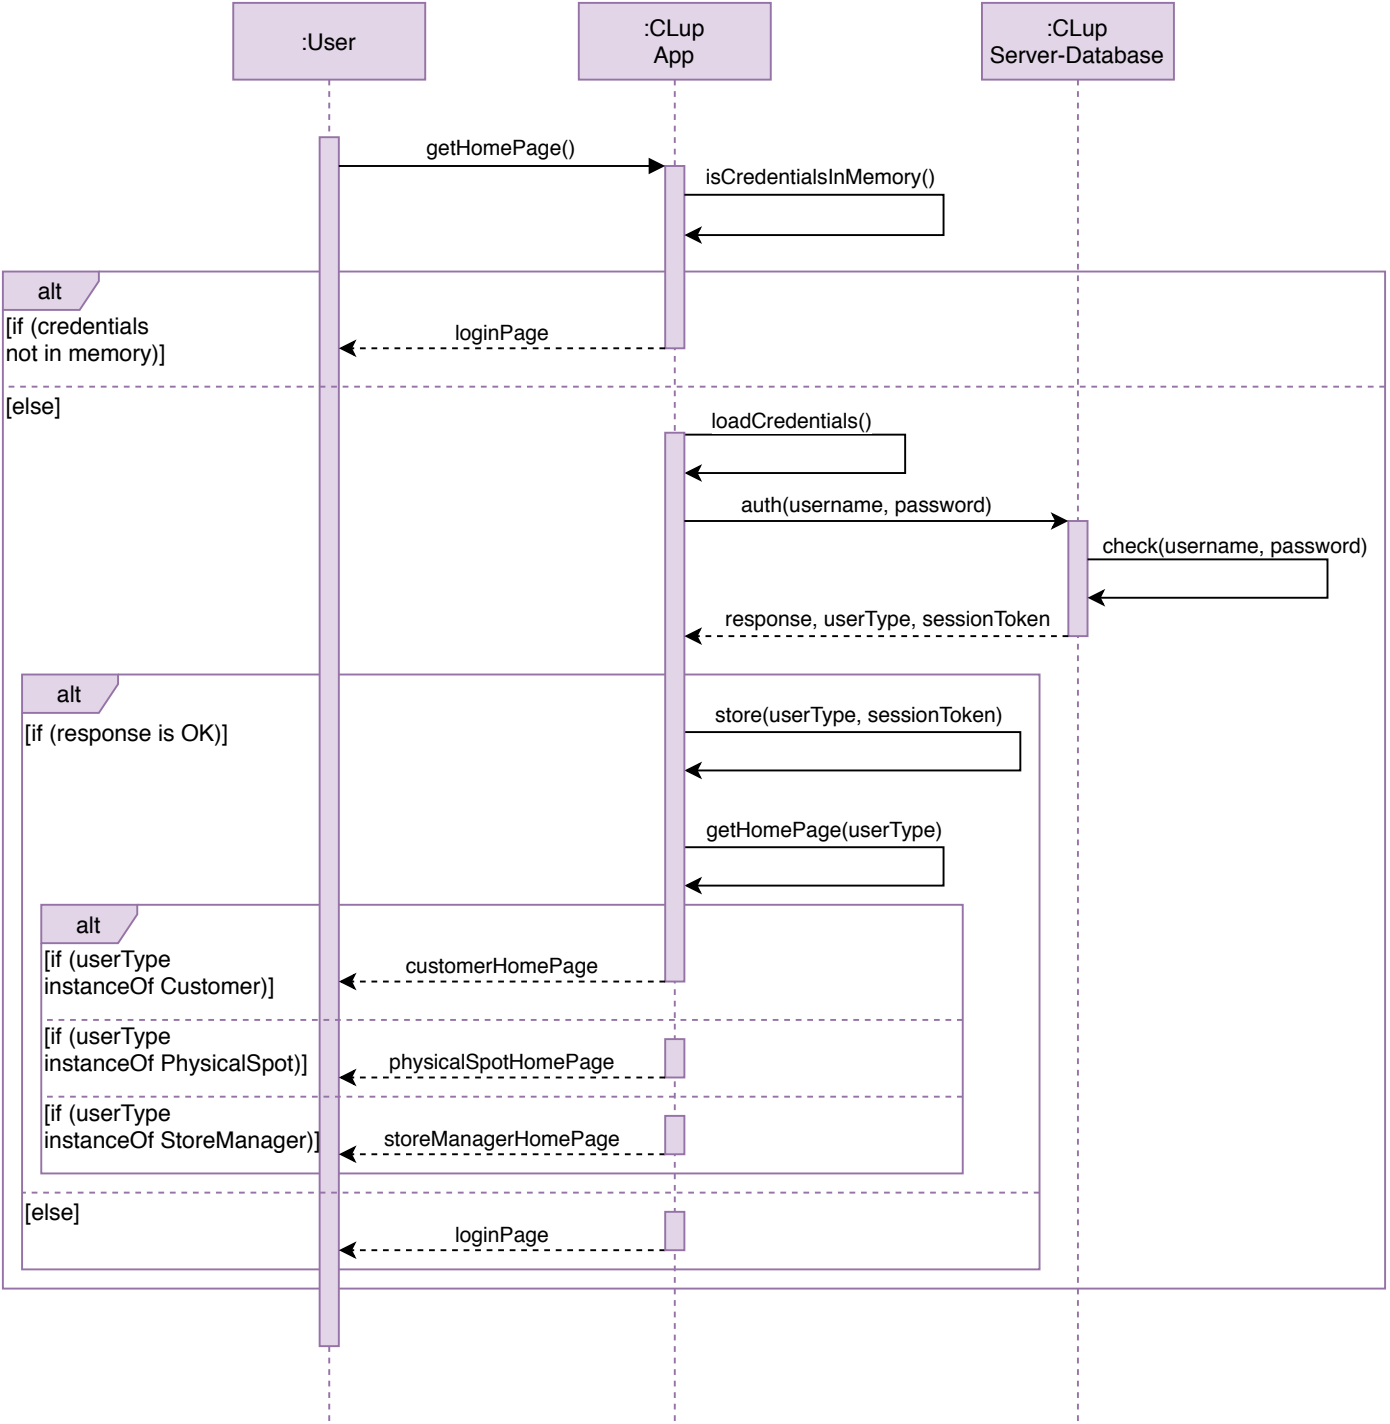 :User
:CLup
App
:CLup
Server-Database
getHomePage()
isCredentialsInMemory()
alt
[if (credentials
not in memory)]
loginPage
[else]
loadCredentials()
auth(username, password)
check(username, password)
response, userType, sessionToken
alt
[if (response is OK)]
store(userType, sessionToken)
getHomePage(userType)
alt
[if (userType
instanceOf Customer)]
customerHomePage
[if (userType
instanceOf PhysicalSpot)]
physicalSpotHomePage
[if (userType
instanceOf StoreManager)]
storeManagerHomePage
[else]
loginPage